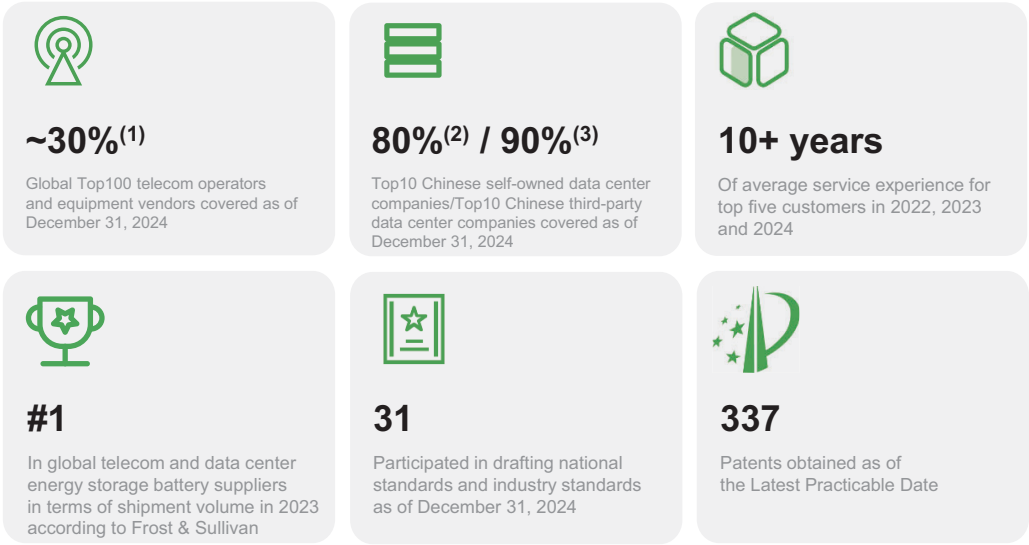 ~30%(1)
Global Top100 telecom operators
and equipment vendors covered as of
December 31, 2024
80%(2) / 90%(3)
Top10 Chinese self-owned data center
companies/Top10 Chinese third-party
data center companies covered as of
December 31, 2024
10+ years
Of average service experience for
top five customers in 2022, 2023
and 2024
#1
In global telecom and data center
energy storage battery suppliers
in terms of shipment volume in 2023
according to Frost & Sullivan
31
Participated in drafting national
standards and industry standards
as of December 31, 2024
337
Patents obtained as of
the Latest Practicable Date